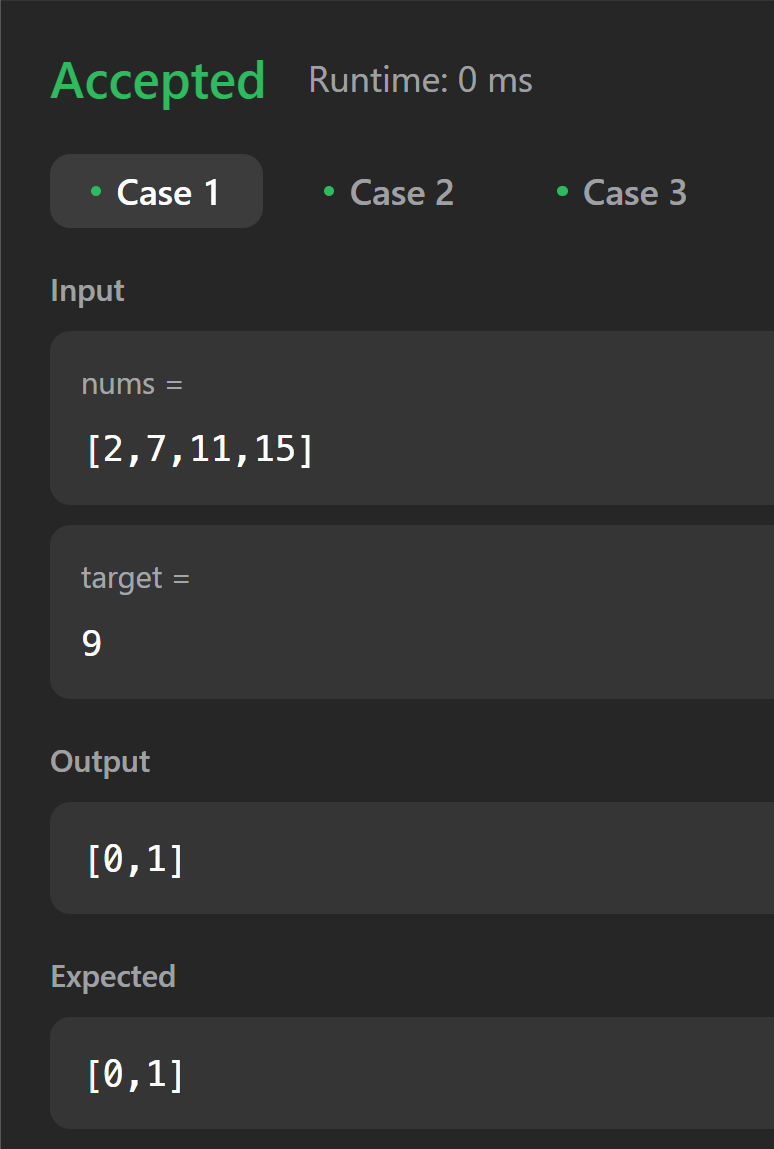 Accepted Runtime: 0 ms
Case 1 Case 2 Case 3
Input
nums =
[2,7,11,15]
target =
9
Output
[0,1]
Expected
[0,1]